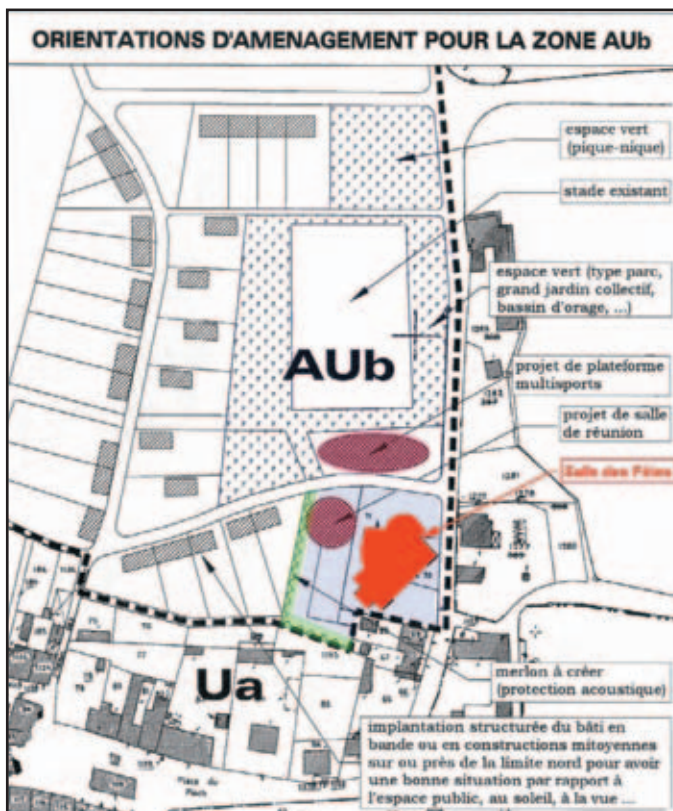 ORIENTATIONS D'AMENAGEMENT POUR LA ZONE AUb
espace vert
(pique-nique)
stade existant
espace vert (type parc,
grand jardin collectif,
bassin d'orage, ...)
AUb
projet de plateforme
multisports
projet de salle
de réunion
Salle des Fêtes
Ua
merlon à créer
(protection acoustique)
implantation structurée du bâti en
bande ou en constructions mitoyennes
sur ou près de la limite nord pour avoir
une bonne situation par rapport à
l'espace public, au soleil, à la vue ...
Place du